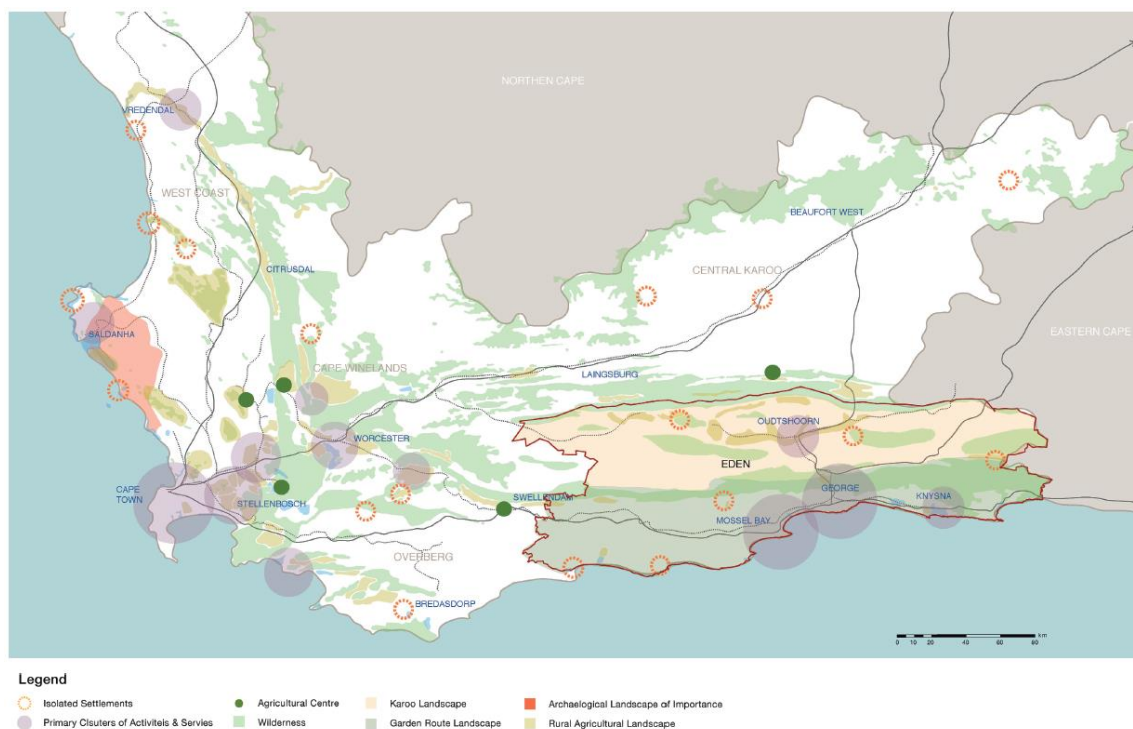 NORTHEN CAPE
VREDENDAL
WEST COAST
BEAUFORT WEST
CITRUSDAL
CENTRAL KAROO
EASTERN CAPE
SALDANHA
CAPE WINELANDS
LAINGSBURG
OUDTSHOORN
WORCESTER
EDEN
CAPE TOWN
STELLENBOSCH
SWELLENDAM
GEORGE
KNYSNA
MOSSEL BAY
OVERBERG
BREDASDORP
0 5 10 20 40 60 80 km
Legend
Isolated Settlements
Agricultural Centre
Karoo Landscape
Archaelogical Landscape of Importance
Primary Clsuters of Activiteis & Servies
Wilderness
Garden Route Landscape
Rural Agricultural Landscape